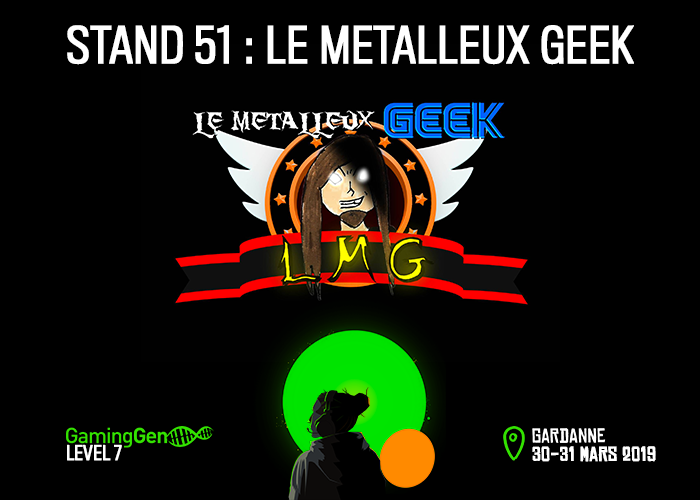 STAND 51 : LE METALLEUX GEEK
LE METALLEUX GEEK
LMG
GamingGen
LEVEL 7
GARDANNE
30-31 MARS 2019